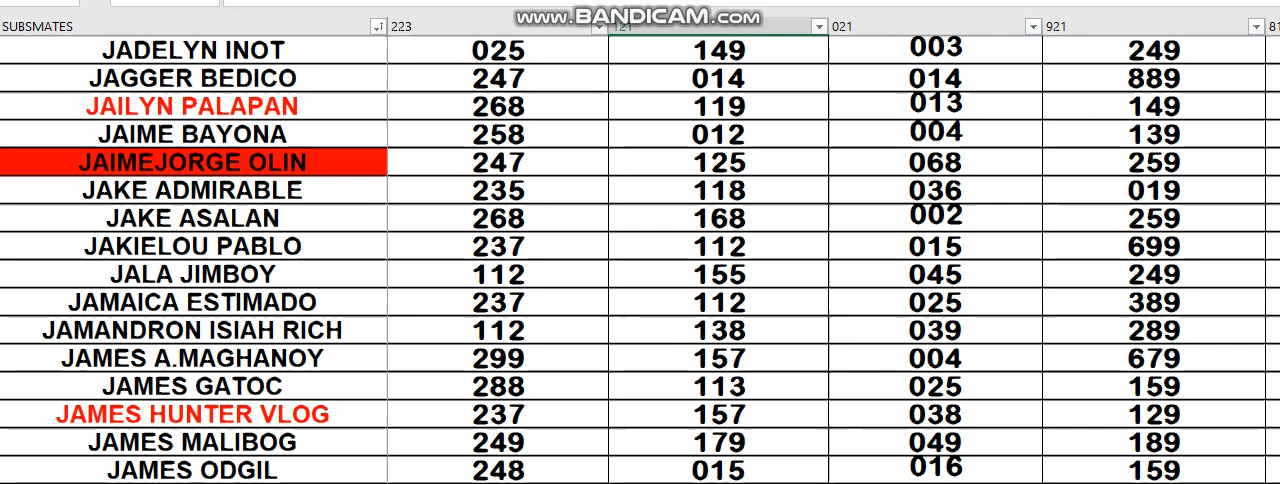 www.BANDICAM.com
SUBSMATES 223 121 021 921 81
JADELYN INOT 025 149 003 249
JAGGER BEDICO 247 014 014 889
JAILYN PALAPAN 268 119 013 149
JAIME BAYONA 258 012 004 139
JAIMEJORGE OLIN 247 125 068 259
JAKE ADMIRABLE 235 118 036 019
JAKE ASALAN 268 168 002 259
JAKIELOU PABLO 237 112 015 699
JALA JIMBOY 112 155 045 249
JAMAICA ESTIMADO 237 112 025 389
JAMANDRON ISIAH RICH 112 138 039 289
JAMES A.MAGHANOY 299 157 004 679
JAMES GATOC 288 113 025 159
JAMES HUNTER VLOG 237 157 038 129
JAMES MALIBOG 249 179 049 189
JAMES ODGIL 248 015 016 159